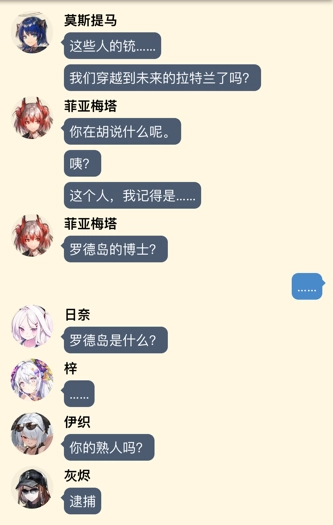 莫斯提马
这些人的铳……
我们穿越到未来的拉特兰了吗？
菲亚梅塔
你在胡说什么呢。
咦？
这个人，我记得是……
菲亚梅塔
罗德岛的博士？
……
日奈
罗德岛是什么？
梓
……
伊织
你的熟人吗？
灰烬
逮捕